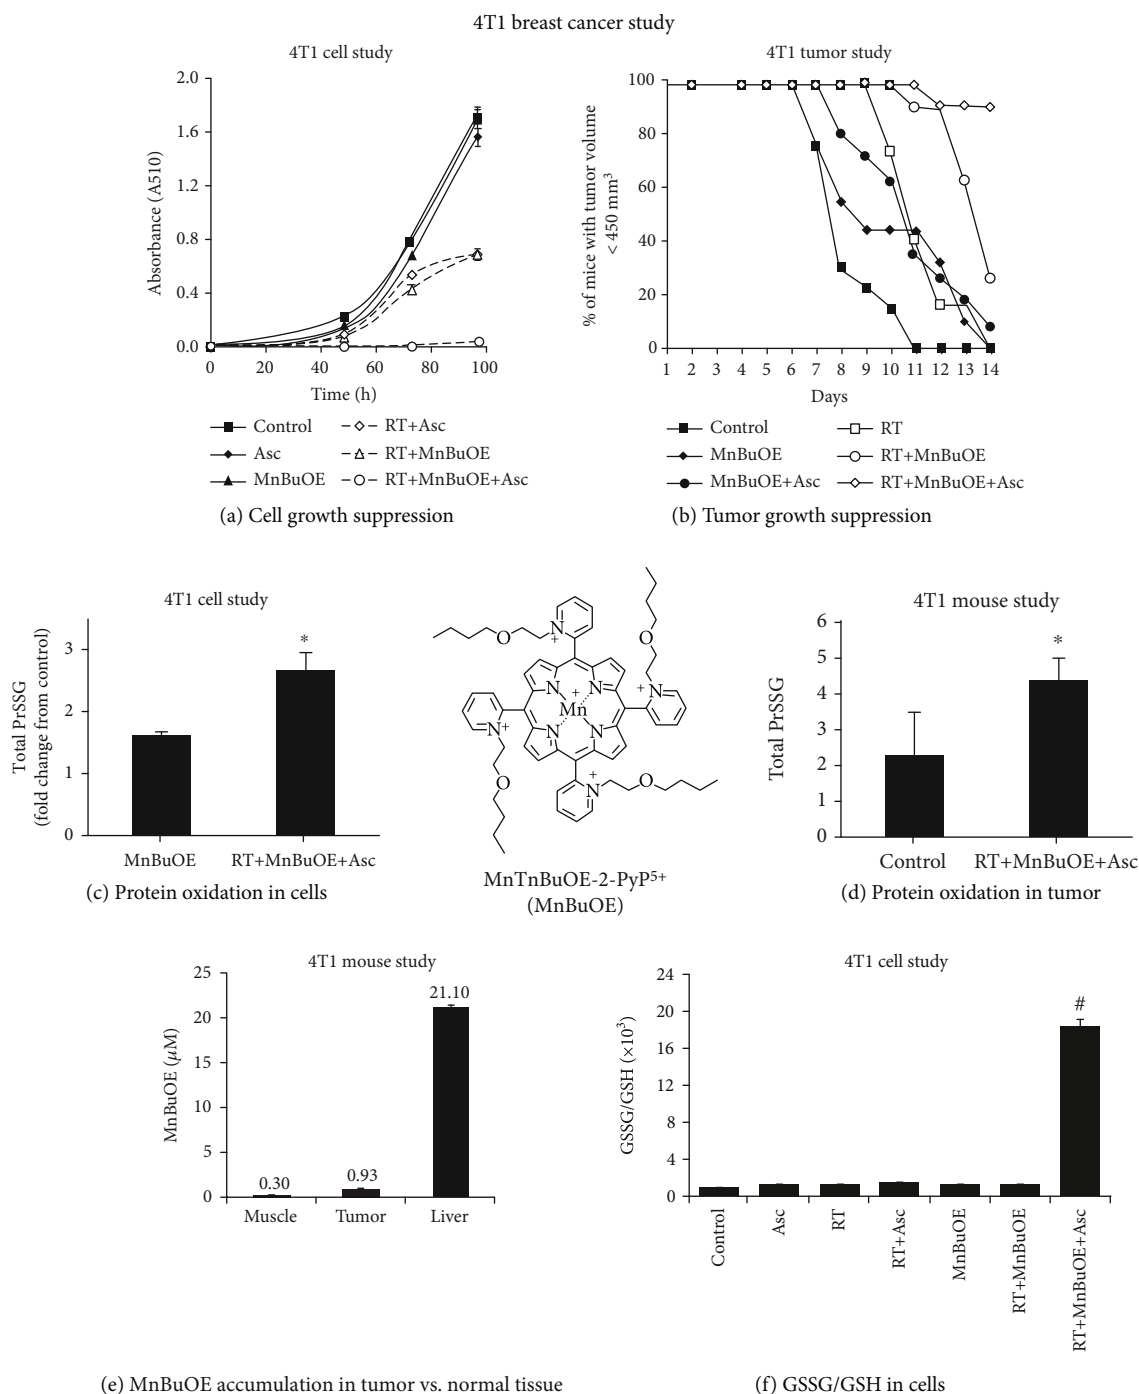 4T1 breast cancer study
4T1 cell study
2.0
1.6
1.2
0.8
0.4
0.0
Absorbance (A510)
0 20 40 60 80 100
Time (h)
Control RT+Asc
Asc RT+MnBuOE
MnBuOE RT+MnBuOE+Asc
(a) Cell growth suppression
4T1 tumor study
100
80
60
40
20
0
% of mice with tumor volume
< 450 mm³
1 2 4 5 6 7 8 9 10 11 12 13 14
Days
Control RT
MnBuOE RT+MnBuOE
MnBuOE+Asc RT+MnBuOE+Asc
(b) Tumor growth suppression
4T1 cell study
3
2
1
0
Total PrSSG
(fold change from control)
*
MnBuOE RT+MnBuOE+Asc
(c) Protein oxidation in cells
O
N
+
O
N
+
N N
+
Mn
N N
N
+
O
+
N
O
MnTnBuOE-2-PyP⁵⁺
(MnBuOE)
4T1 mouse study
6
5
4
3
2
1
0
Total PrSSG
*
Control RT+MnBuOE+Asc
(d) Protein oxidation in tumor
4T1 mouse study
25
20
15
10
5
0
MnBuOE (µM)
0.30
0.93
21.10
Muscle Tumor Liver
(e) MnBuOE accumulation in tumor vs. normal tissue
4T1 cell study
24
20
16
12
8
4
0
GSSG/GSH (×10³)
#
Control
Asc
RT
RT+Asc
MnBuOE
RT+MnBuOE
RT+MnBuOE+Asc
(f) GSSG/GSH in cells